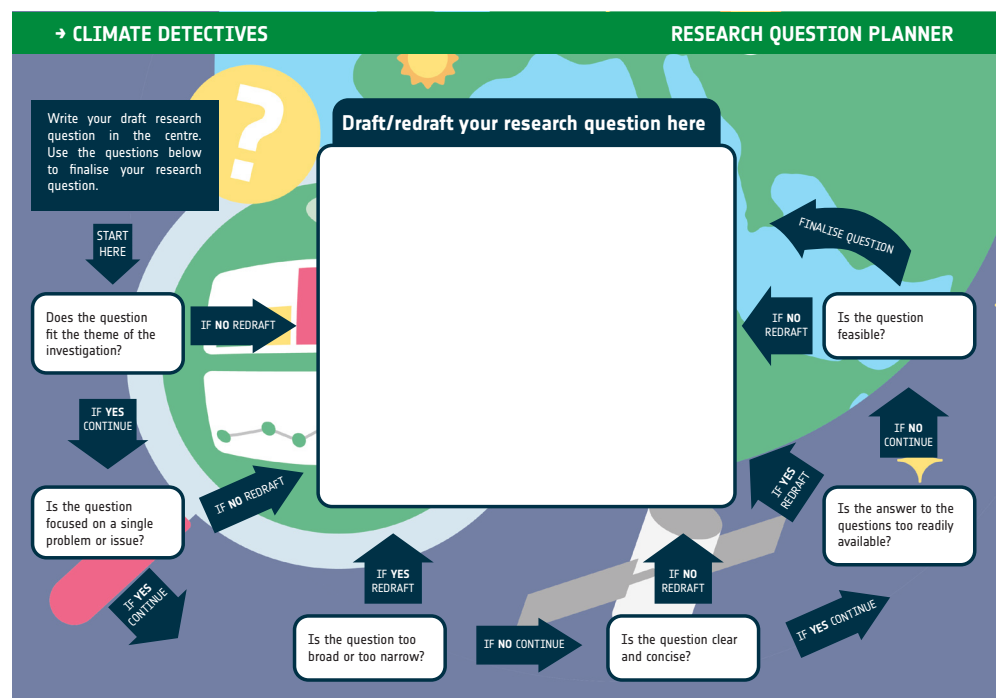 → CLIMATE DETECTIVES
RESEARCH QUESTION PLANNER
Write your draft research
question in the centre.
Use the questions below
to finalise your research
question.
Draft/redraft your research question here
START
HERE
Does the question
fit the theme of the
investigation?
IF NO REDRAFT
IF YES
CONTINUE
Is the question
focused on a single
problem or issue?
IF NO REDRAFT
IF YES
CONTINUE
Is the question too
broad or too narrow?
IF YES
REDRAFT
IF NO CONTINUE
Is the question clear
and concise?
IF NO
REDRAFT
IF YES CONTINUE
Is the answer to the
questions too readily
available?
IF YES
REDRAFT
IF NO
CONTINUE
Is the question
feasible?
IF NO
REDRAFT
FINALISE QUESTION
?